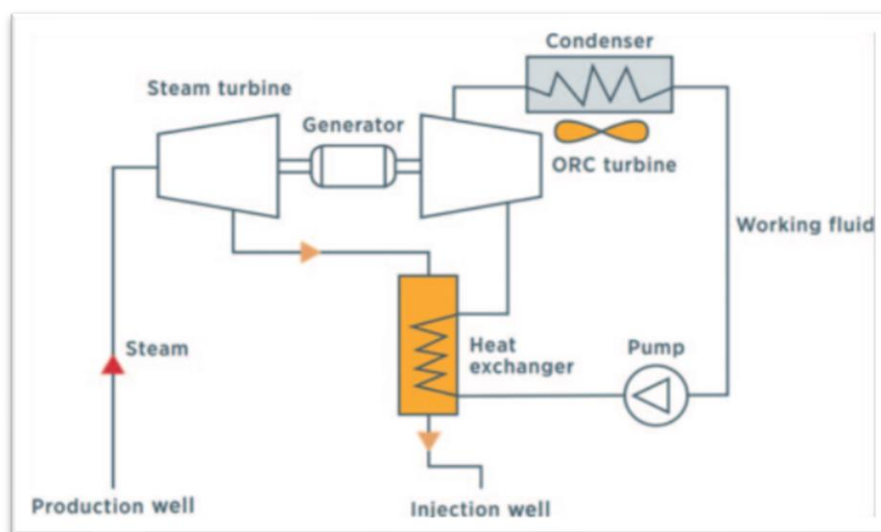 Condenser
Steam turbine
Generator
ORC turbine
Working fluid
Steam
Heat
exchanger
Pump
Production well
Injection well